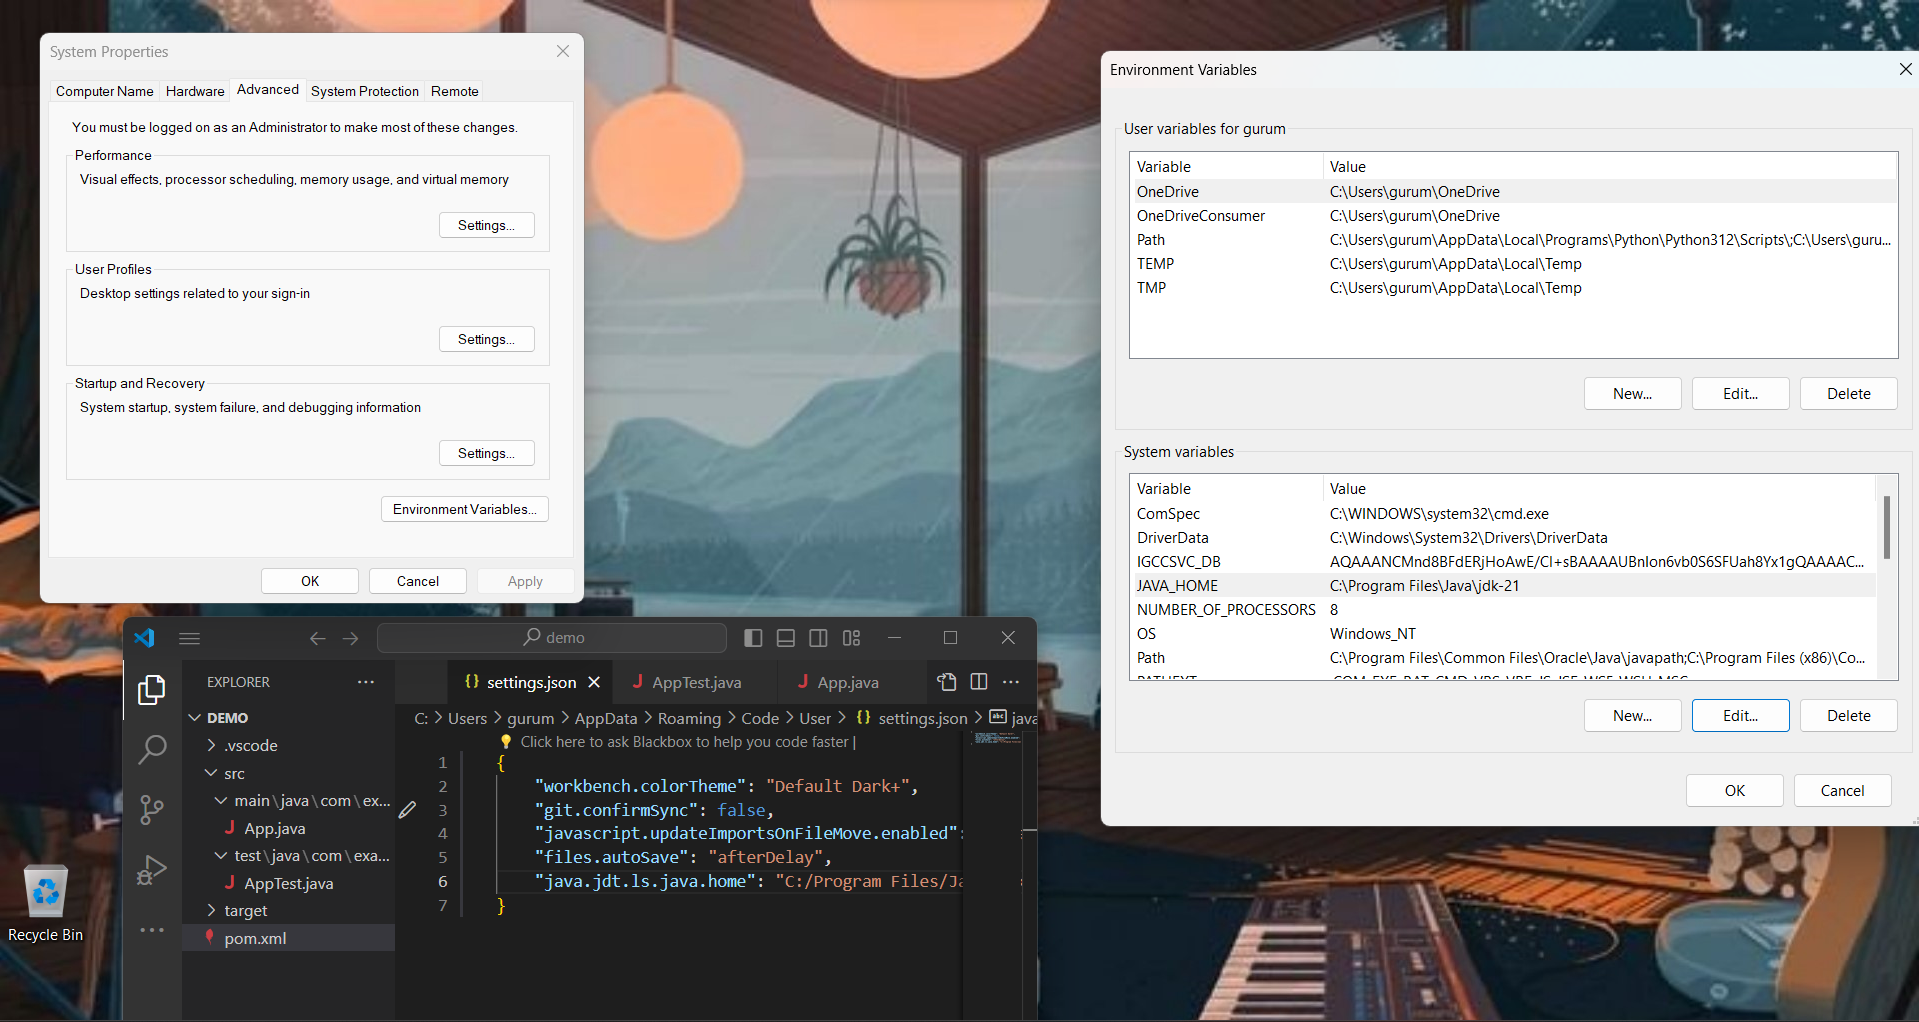 System Properties
Computer Name Hardware Advanced System Protection Remote
You must be logged on as an Administrator to make most of these changes.
Performance
Visual effects, processor scheduling, memory usage, and virtual memory
Settings...
User Profiles
Desktop settings related to your sign-in
Settings...
Startup and Recovery
System startup, system failure, and debugging information
Settings...
Environment Variables...
OK Cancel Apply
Environment Variables
User variables for gurum
Variable Value
OneDrive C:\Users\gurum\OneDrive
OneDriveConsumer C:\Users\gurum\OneDrive
Path C:\Users\gurum\AppData\Local\Programs\Python\Python312\Scripts\;C:\Users\guru...
TEMP C:\Users\gurum\AppData\Local\Temp
TMP C:\Users\gurum\AppData\Local\Temp
New... Edit... Delete
System variables
Variable Value
ComSpec C:\WINDOWS\system32\cmd.exe
DriverData C:\Windows\System32\Drivers\DriverData
IGCCSVC_DB
JAVA_HOME C:\Program Files\Java\jdk-21
NUMBER_OF_PROCESSORS 8
OS Windows_NT
Path C:\Program Files\Common Files\Oracle\Java\javapath;C:\Program Files (x86)\Co...
New... Edit... Delete
OK Cancel
demo
EXPLORER ...
DEMO
> .vscode
src
main\java\com\ex...
J App.java
test\java\com\exa...
J AppTest.java
> target
pom.xml
{} settings.json J AppTest.java J App.java ...
C: > Users > gurum > AppData > Roaming > Code > User > {} settings.json > abc java
Click here to ask Blackbox to help you code faster |
1 {
2 "workbench.colorTheme": "Default Dark+",
3 "git.confirmSync": false,
4 "javascript.updateImportsOnFileMove.enabled":
5 "files.autoSave": "afterDelay",
6 "java.jdt.ls.java.home": "C:/Program Files/Ja
7 }
Recycle Bin